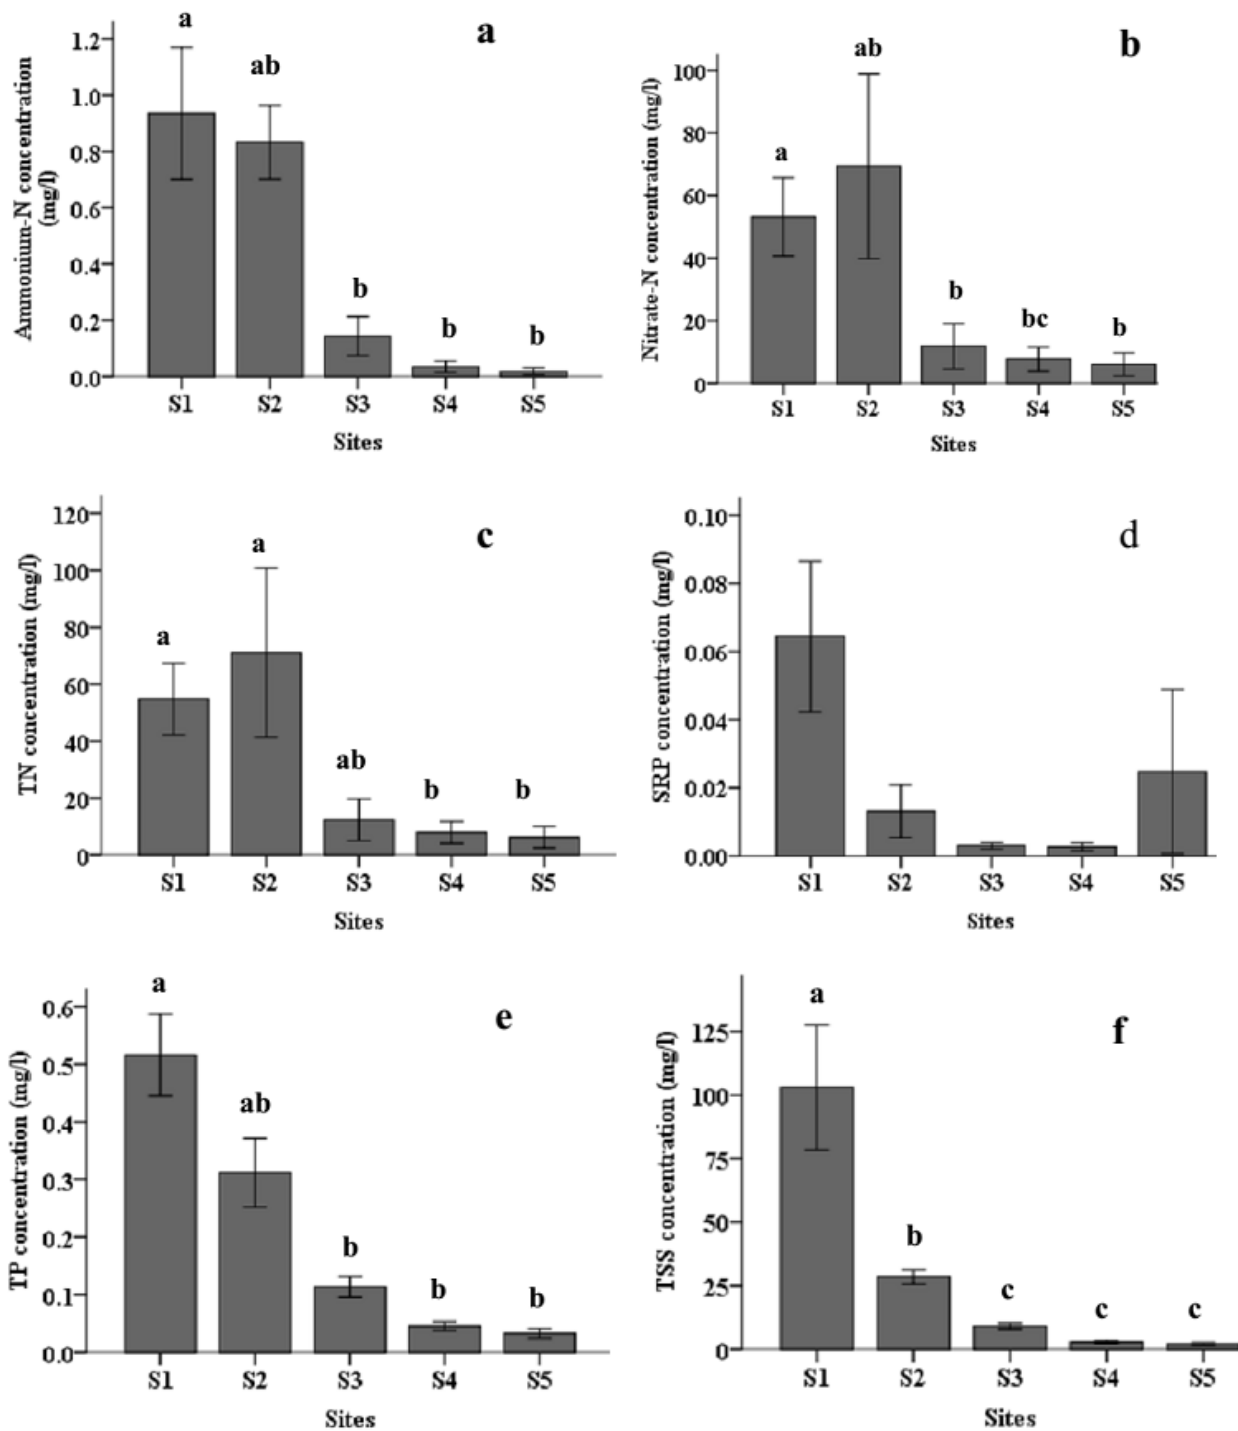 a
Ammonium-N concentration
(mg/l)
1.2
1.0
0.8
0.6
0.4
0.2
0.0
a
ab
b
b
b
S1 S2 S3 S4 S5
Sites
b
Nitrate-N concentration (mg/l)
100
80
60
40
20
0
a
ab
b
bc
b
S1 S2 S3 S4 S5
Sites
c
TN concentration (mg/l)
120
100
80
60
40
20
0
a
a
ab
b
b
S1 S2 S3 S4 S5
Sites
d
SRP concentration (mg/l)
0.10
0.08
0.06
0.04
0.02
0.00
S1 S2 S3 S4 S5
Sites
e
TP concentration (mg/l)
0.6
0.5
0.4
0.3
0.2
0.1
0.0
a
ab
b
b
b
S1 S2 S3 S4 S5
Sites
f
TSS concentration (mg/l)
125
100
75
50
25
0
a
b
c
c
c
S1 S2 S3 S4 S5
Sites